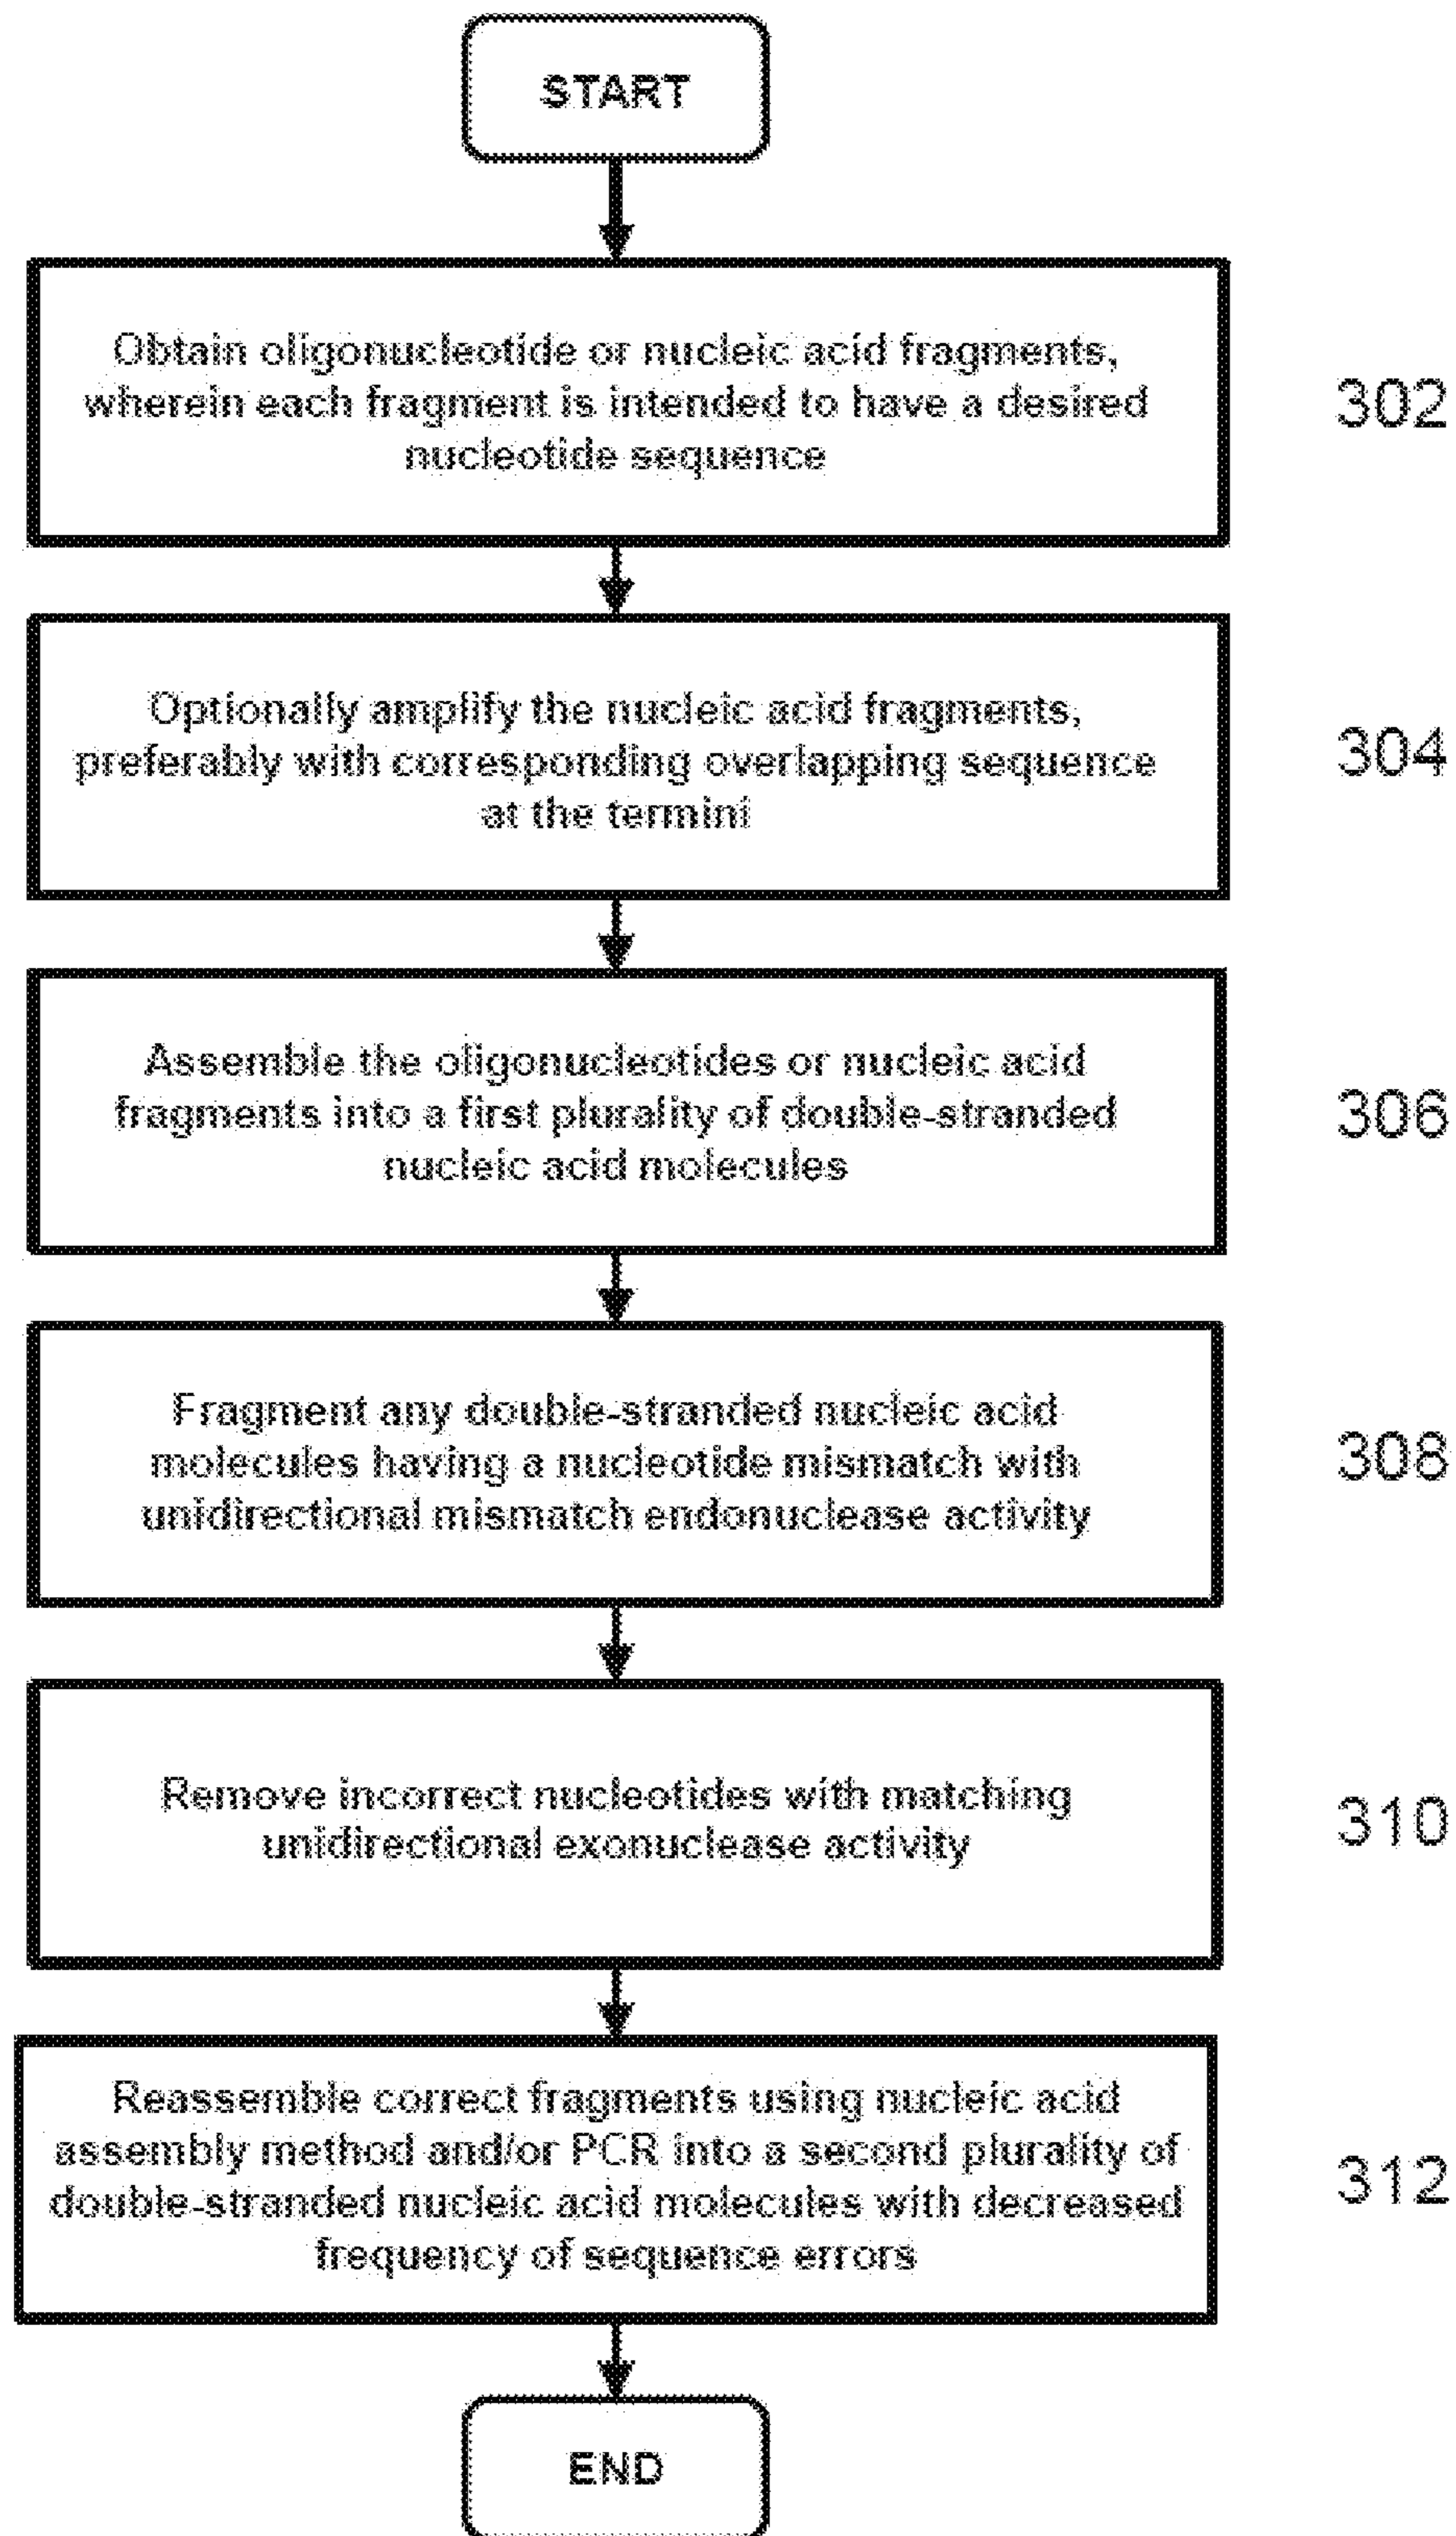 START
Obtain oligonucleotide or nucleic acid fragments,
wherein each fragment is intended to have a desired
nucleotide sequence
302
Optionally amplify the nucleic acid fragments,
preferably with corresponding overlapping sequence
at the termini
304
Assemble the oligonucleotides or nucleic acid
fragments into a first plurality of double-stranded
nucleic acid molecules
306
Fragment any double-stranded nucleic acid
molecules having a nucleotide mismatch with
unidirectional mismatch endonuclease activity
308
Remove incorrect nucleotides with matching
unidirectional exonuclease activity
310
Reassemble correct fragments using nucleic acid
assembly method and/or PCR into a second plurality of
double-stranded nucleic acid molecules with decreased
frequency of sequence errors
312
END